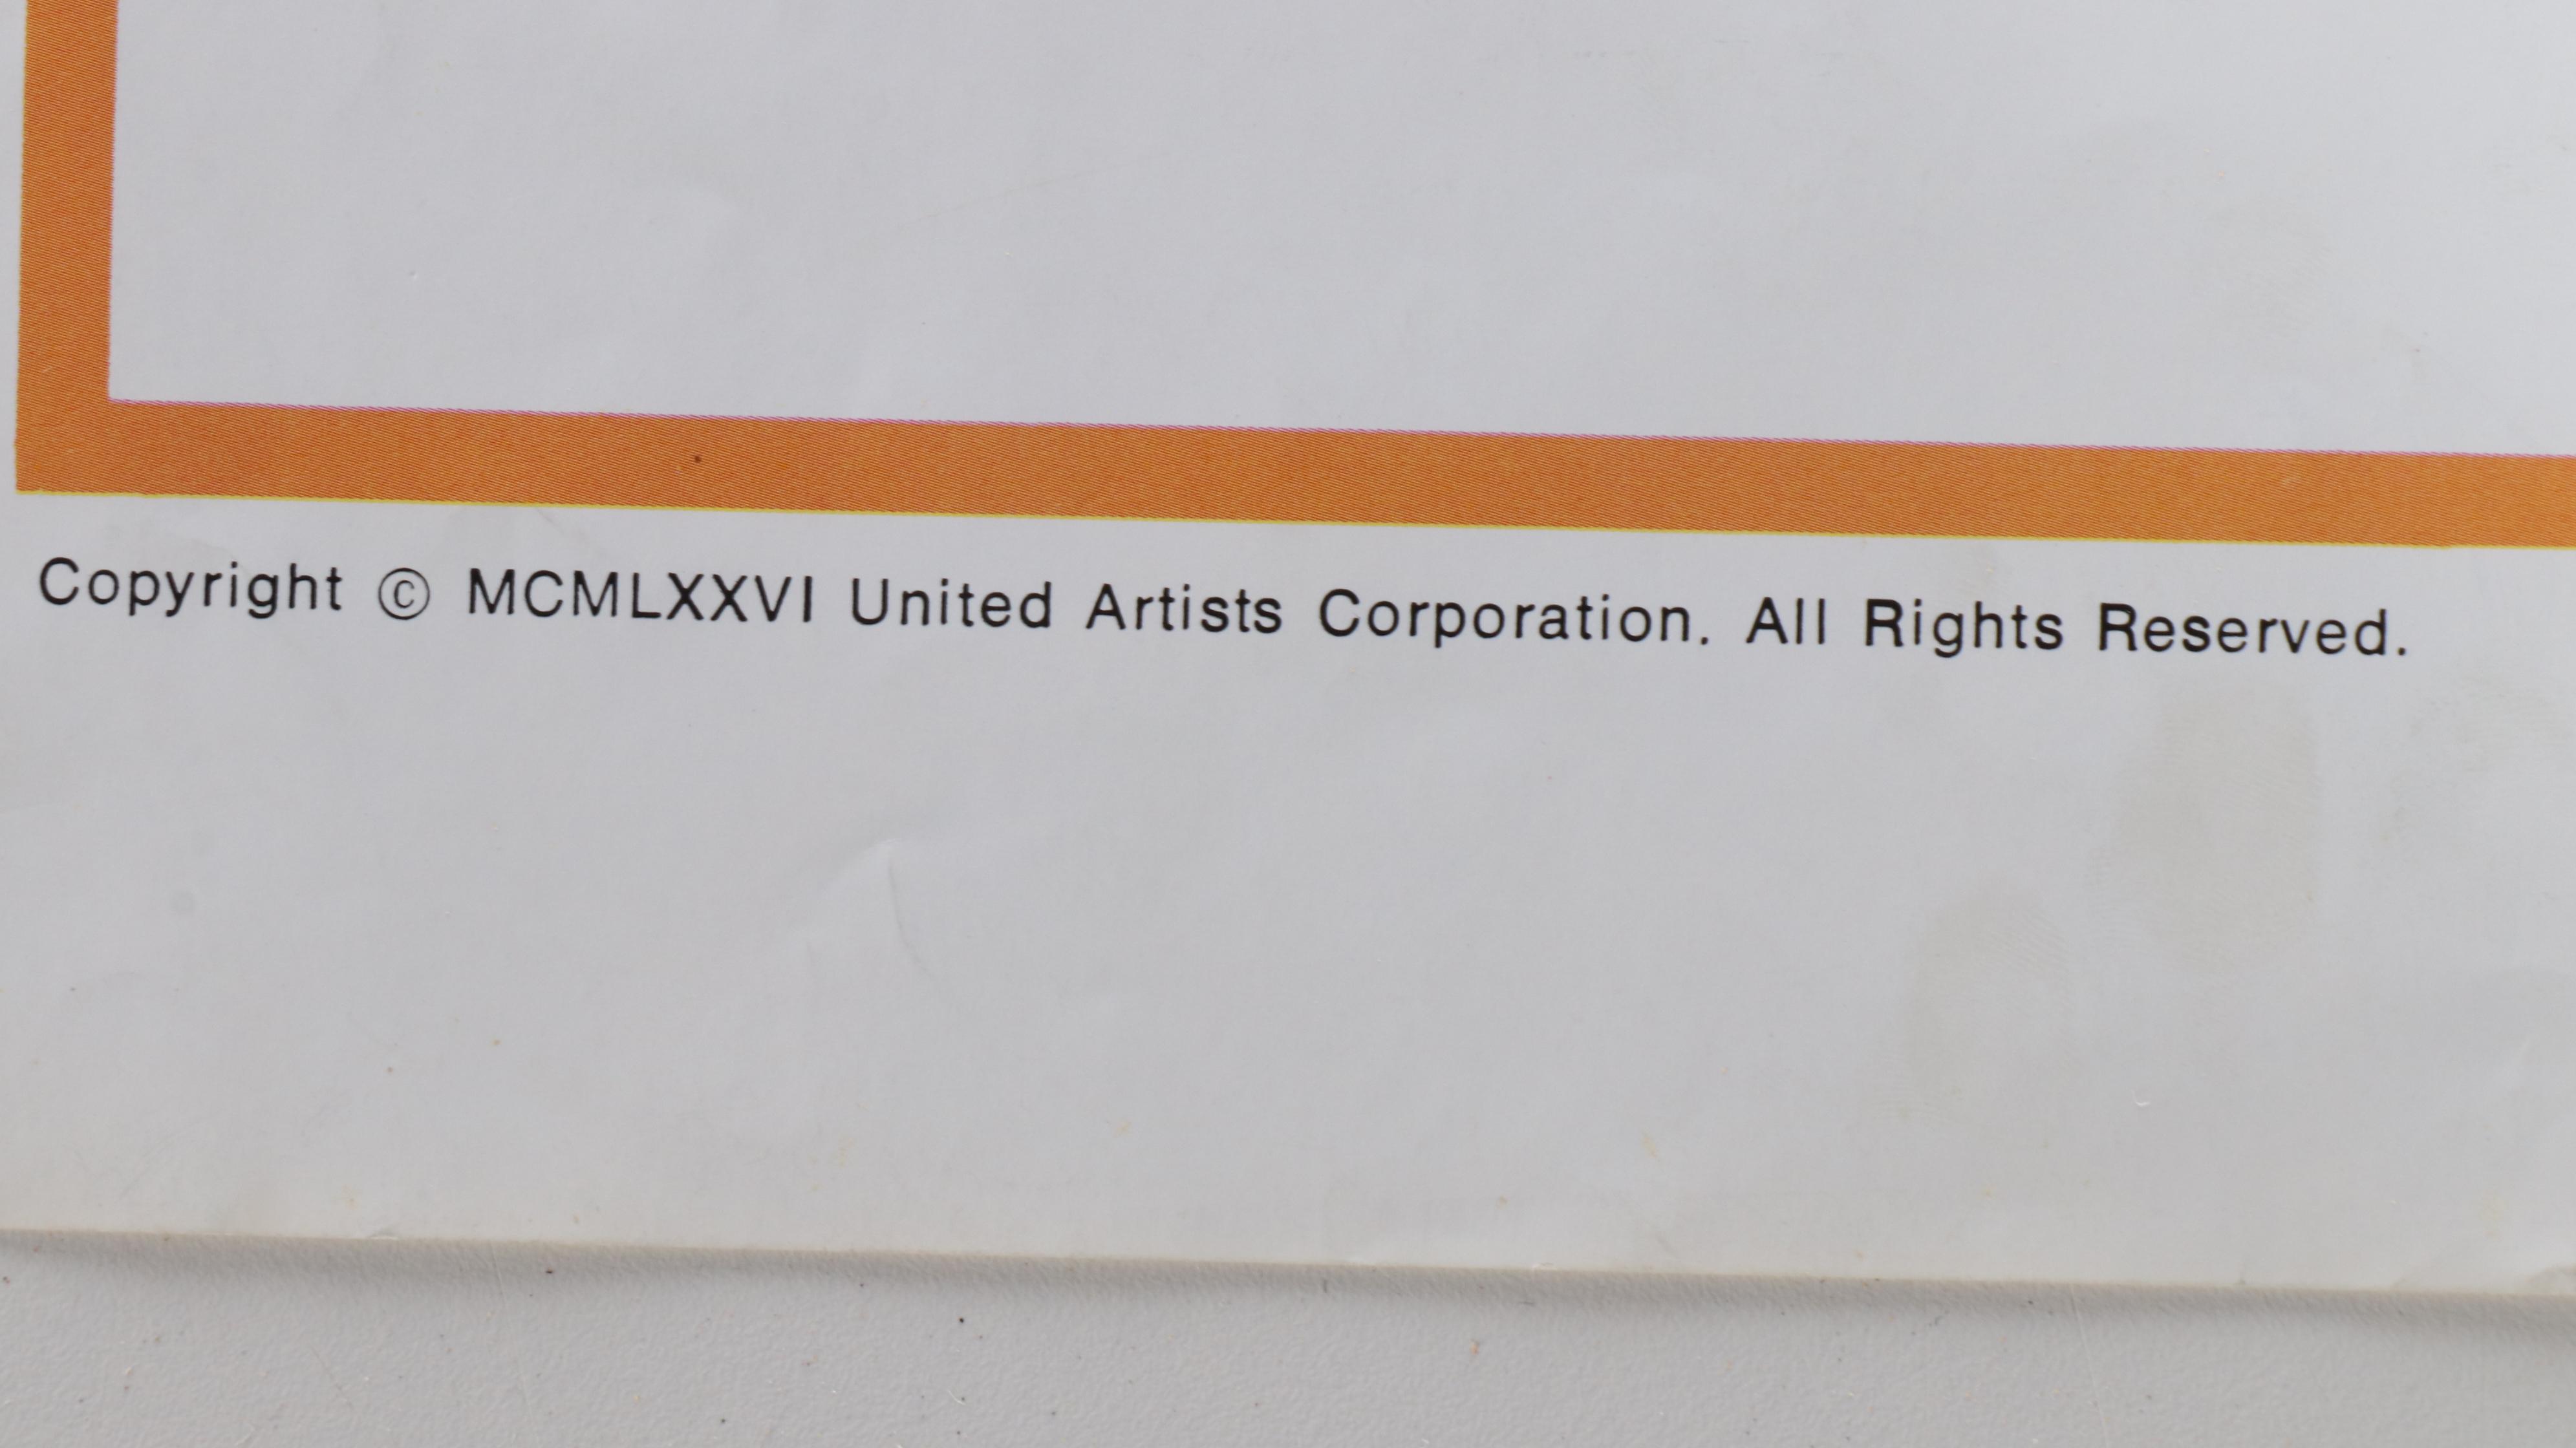 Copyright © MCMLXXVI United Artists Corporation. All Rights Reserved.